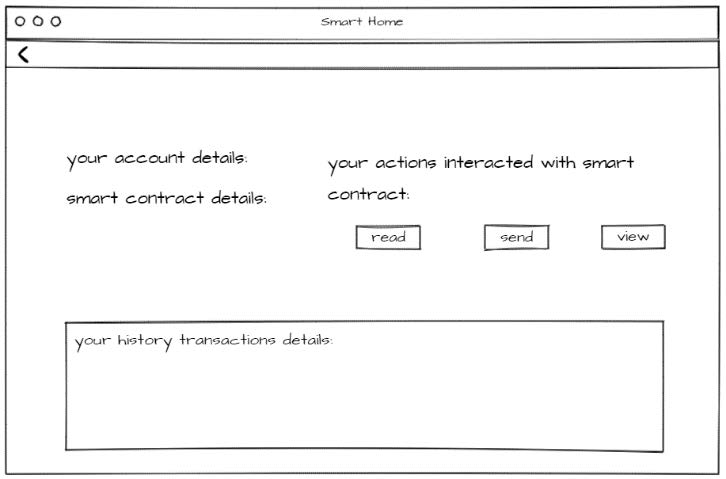 Smart Home
your account details:
smart contract details:
your actions interacted with smart
contract:
read
send
view
your history transactions details: